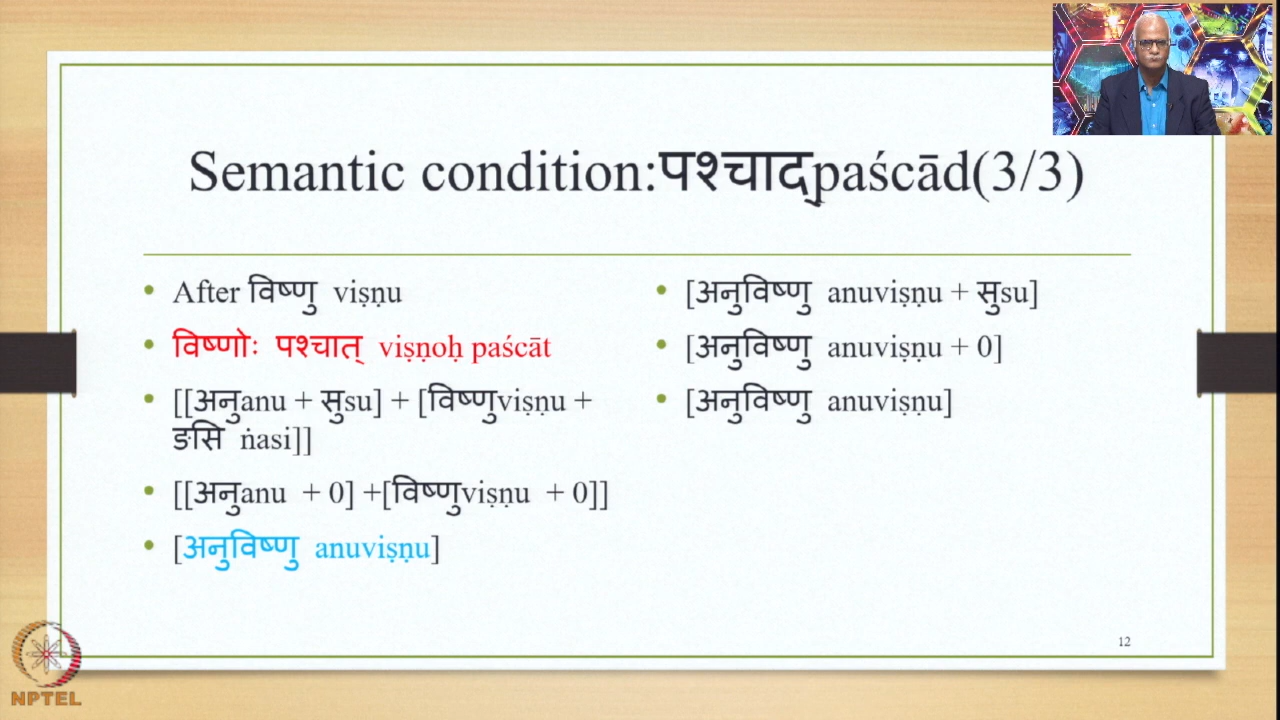 Semantic condition:पश्चाद्paścād(3/3)
• After विष्णु viṣṇu
• विष्णोः पश्चात् viṣṇoḥ paścāt
• [[अनुanu + सुsu] + [विष्णुviṣṇu +
ङसि ṅasi]]
• [[अनुanu + 0] +[विष्णुviṣṇu + 0]]
• [अनुविष्णु anuviṣṇu]
• [अनुविष्णु anuviṣṇu + सुsu]
• [अनुविष्णु anuviṣṇu + 0]
• [अनुविष्णु anuviṣṇu]
12
NPTEL